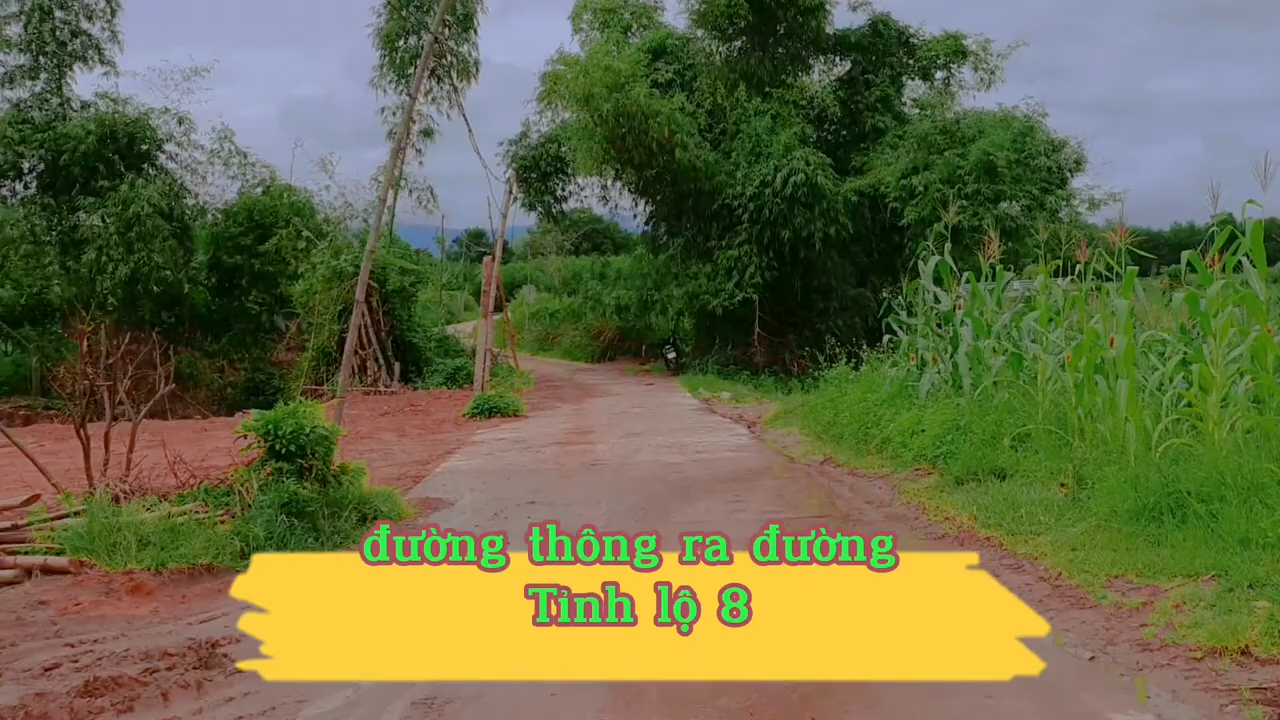 đường thông ra đường
Tỉnh lộ 8